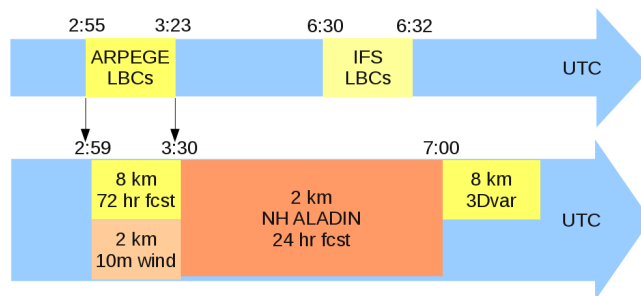 2:55 3:23 6:30 6:32
ARPEGE
LBCs
IFS
LBCs
UTC
2:59 3:30 7:00
8 km
72 hr fcst
2 km
10m wind
2 km
NH ALADIN
24 hr fcst
8 km
3Dvar
UTC